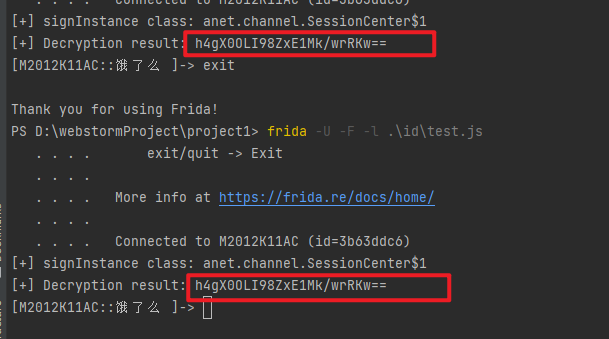 . . . . Connected to M2012K11AC (id=3b63ddc6)
[+] signInstance class: anet.channel.SessionCenter$1
[+] Decryption result: h4gX0OLI98ZxE1Mk/wrRKw==
[M2012K11AC::饿了么 ]-> exit
Thank you for using Frida!
PS D:\webstormProject\project1> frida -U -F -l .\id\test.js
. . . . exit/quit -> Exit
. . . .
. . . . More info at https://frida.re/docs/home/
. . . .
. . . . Connected to M2012K11AC (id=3b63ddc6)
[+] signInstance class: anet.channel.SessionCenter$1
[+] Decryption result: h4gX0OLI98ZxE1Mk/wrRKw==
[M2012K11AC::饿了么 ]->